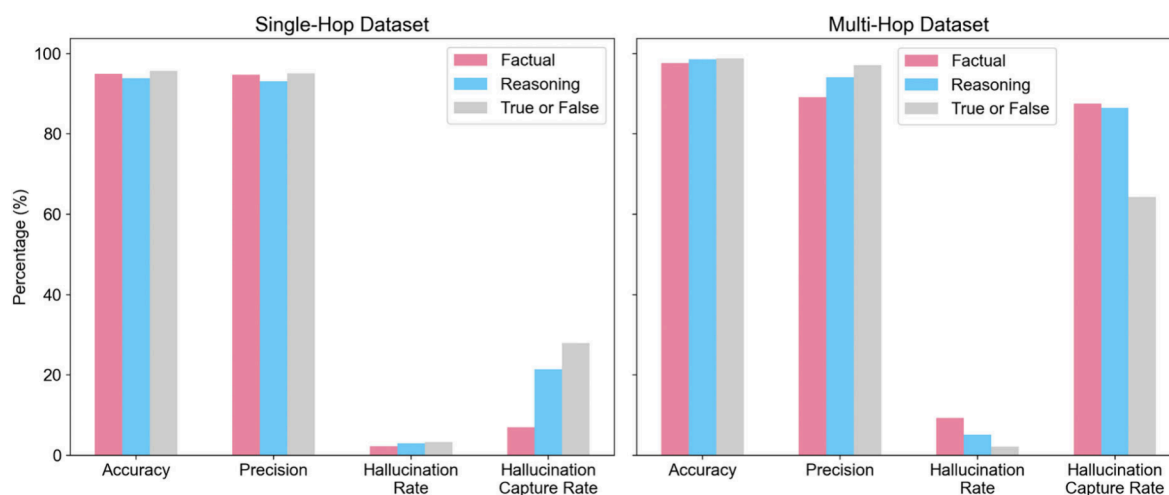 Single-Hop Dataset
Multi-Hop Dataset
Percentage (%)
100
80
60
40
20
0
Factual
Reasoning
True or False
Factual
Reasoning
True or False
Accuracy
Precision
Hallucination
Rate
Hallucination
Capture Rate
Accuracy
Precision
Hallucination
Rate
Hallucination
Capture Rate